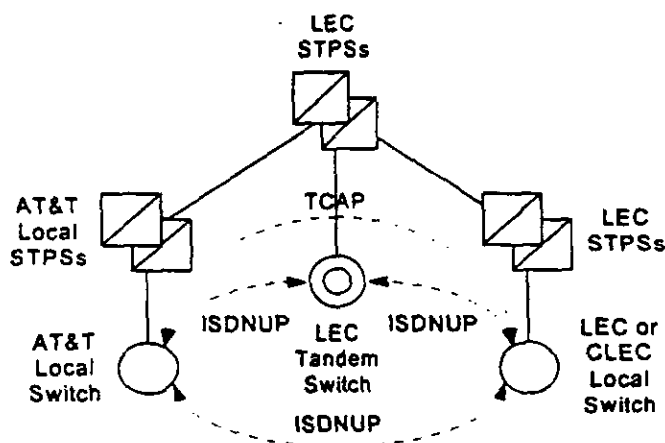 LEC
STPSs
AT&T
Local
STPSs
TCAP
LEC
STPSs
ISDNUP
ISDNUP
AT&T
Local
Switch
LEC
Tandem
Switch
LEC or
CLEC
Local
Switch
ISDNUP